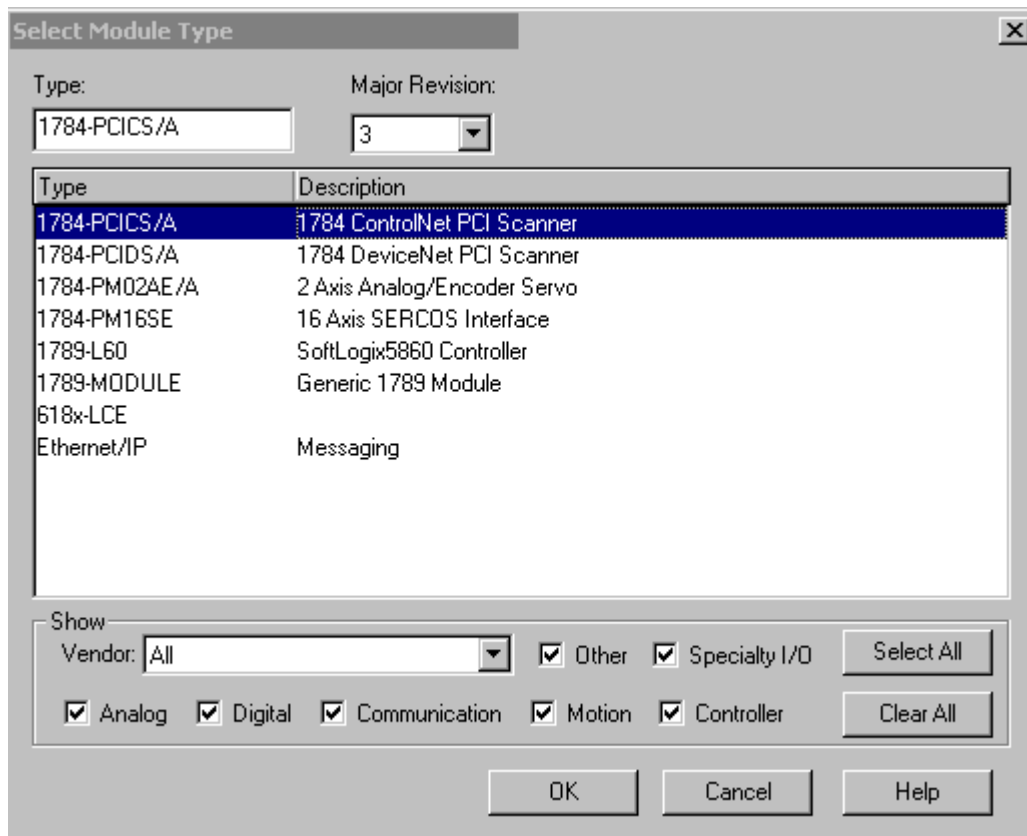 Select Module Type
Type: Major Revision:
1784-PCICS/A 3
Type Description
1784-PCICS/A 1784 ControlNet PCI Scanner
1784-PCIDS/A 1784 DeviceNet PCI Scanner
1784-PM02AE/A 2 Axis Analog/Encoder Servo
1784-PM16SE 16 Axis SERCOS Interface
1789-L60 SoftLogix5860 Controller
1789-MODULE Generic 1789 Module
618x-LCE
Ethernet/IP Messaging
Show
Vendor: All Other Specialty I/O Select All
Analog Digital Communication Motion Controller Clear All
OK Cancel Help